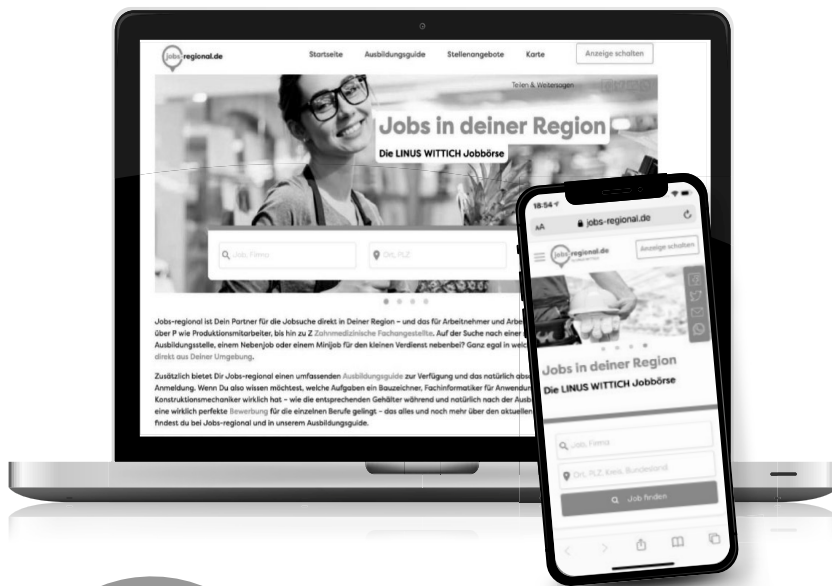 jobs-regional.de
Startseite
Ausbildungsguide
Stellenangebote
Karte
Anzeige schalten
Teilen & Weitersagen
Jobs in deiner Region
Die LINUS WITTICH Jobbörse
Job, Firma
Ort, PLZ
Jobs-regional ist Dein Partner für die Jobsuche direkt in Deiner Region – und das für Arbeitnehmer und
über P wie Produktionsmitarbeiter, bis hin zu Z Zahnmedizinische Fachangestellte. Auf der Suche nach einer
Ausbildungsstelle, einem Nebenjob oder einem Minijob für den kleinen Verdienst nebenbei? Ganz egal in
direkt aus Deiner Umgebung.
Zusätzlich bietet Dir Jobs-regional einen umfassenden Ausbildungsguide zur Verfügung und das natürlich
Anmeldung. Wenn Du also wissen möchtest, welche Aufgaben ein Bauzeichner, Fachinformatiker für
Konstruktionsmechaniker wirklich hat – wie die entsprechenden Gehälter während und natürlich nach der
eine wirklich perfekte Bewerbung für die einzelnen Berufe gelingt – das alles und noch mehr über den aktuellen
findest du bei Jobs-regional und in unserem Ausbildungsguide.
18:54
AA
jobs-regional.de
jobs-regional.de
Anzeige schalten
Jobs in deiner Region
Die LINUS WITTICH Jobbörse
Job, Firma
Ort, PLZ, Kreis, Bundesland
Job finden